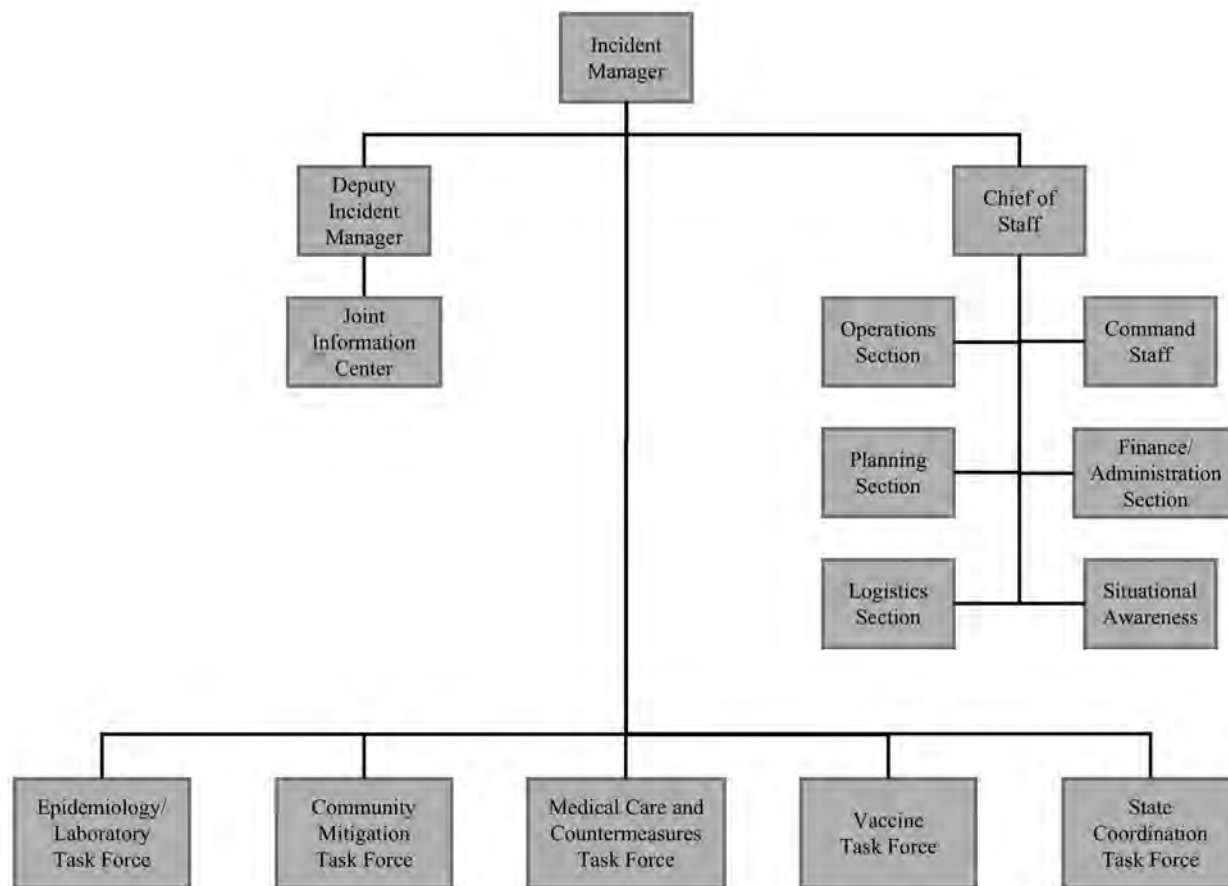 Incident
Manager
Deputy
Incident
Manager
Chief of
Staff
Joint
Information
Center
Operations
Section
Command
Staff
Planning
Section
Finance/
Administration
Section
Logistics
Section
Situational
Awareness
Epidemiology/
Laboratory
Task Force
Community
Mitigation
Task Force
Medical Care and
Countermeasures
Task Force
Vaccine
Task Force
State
Coordination
Task Force